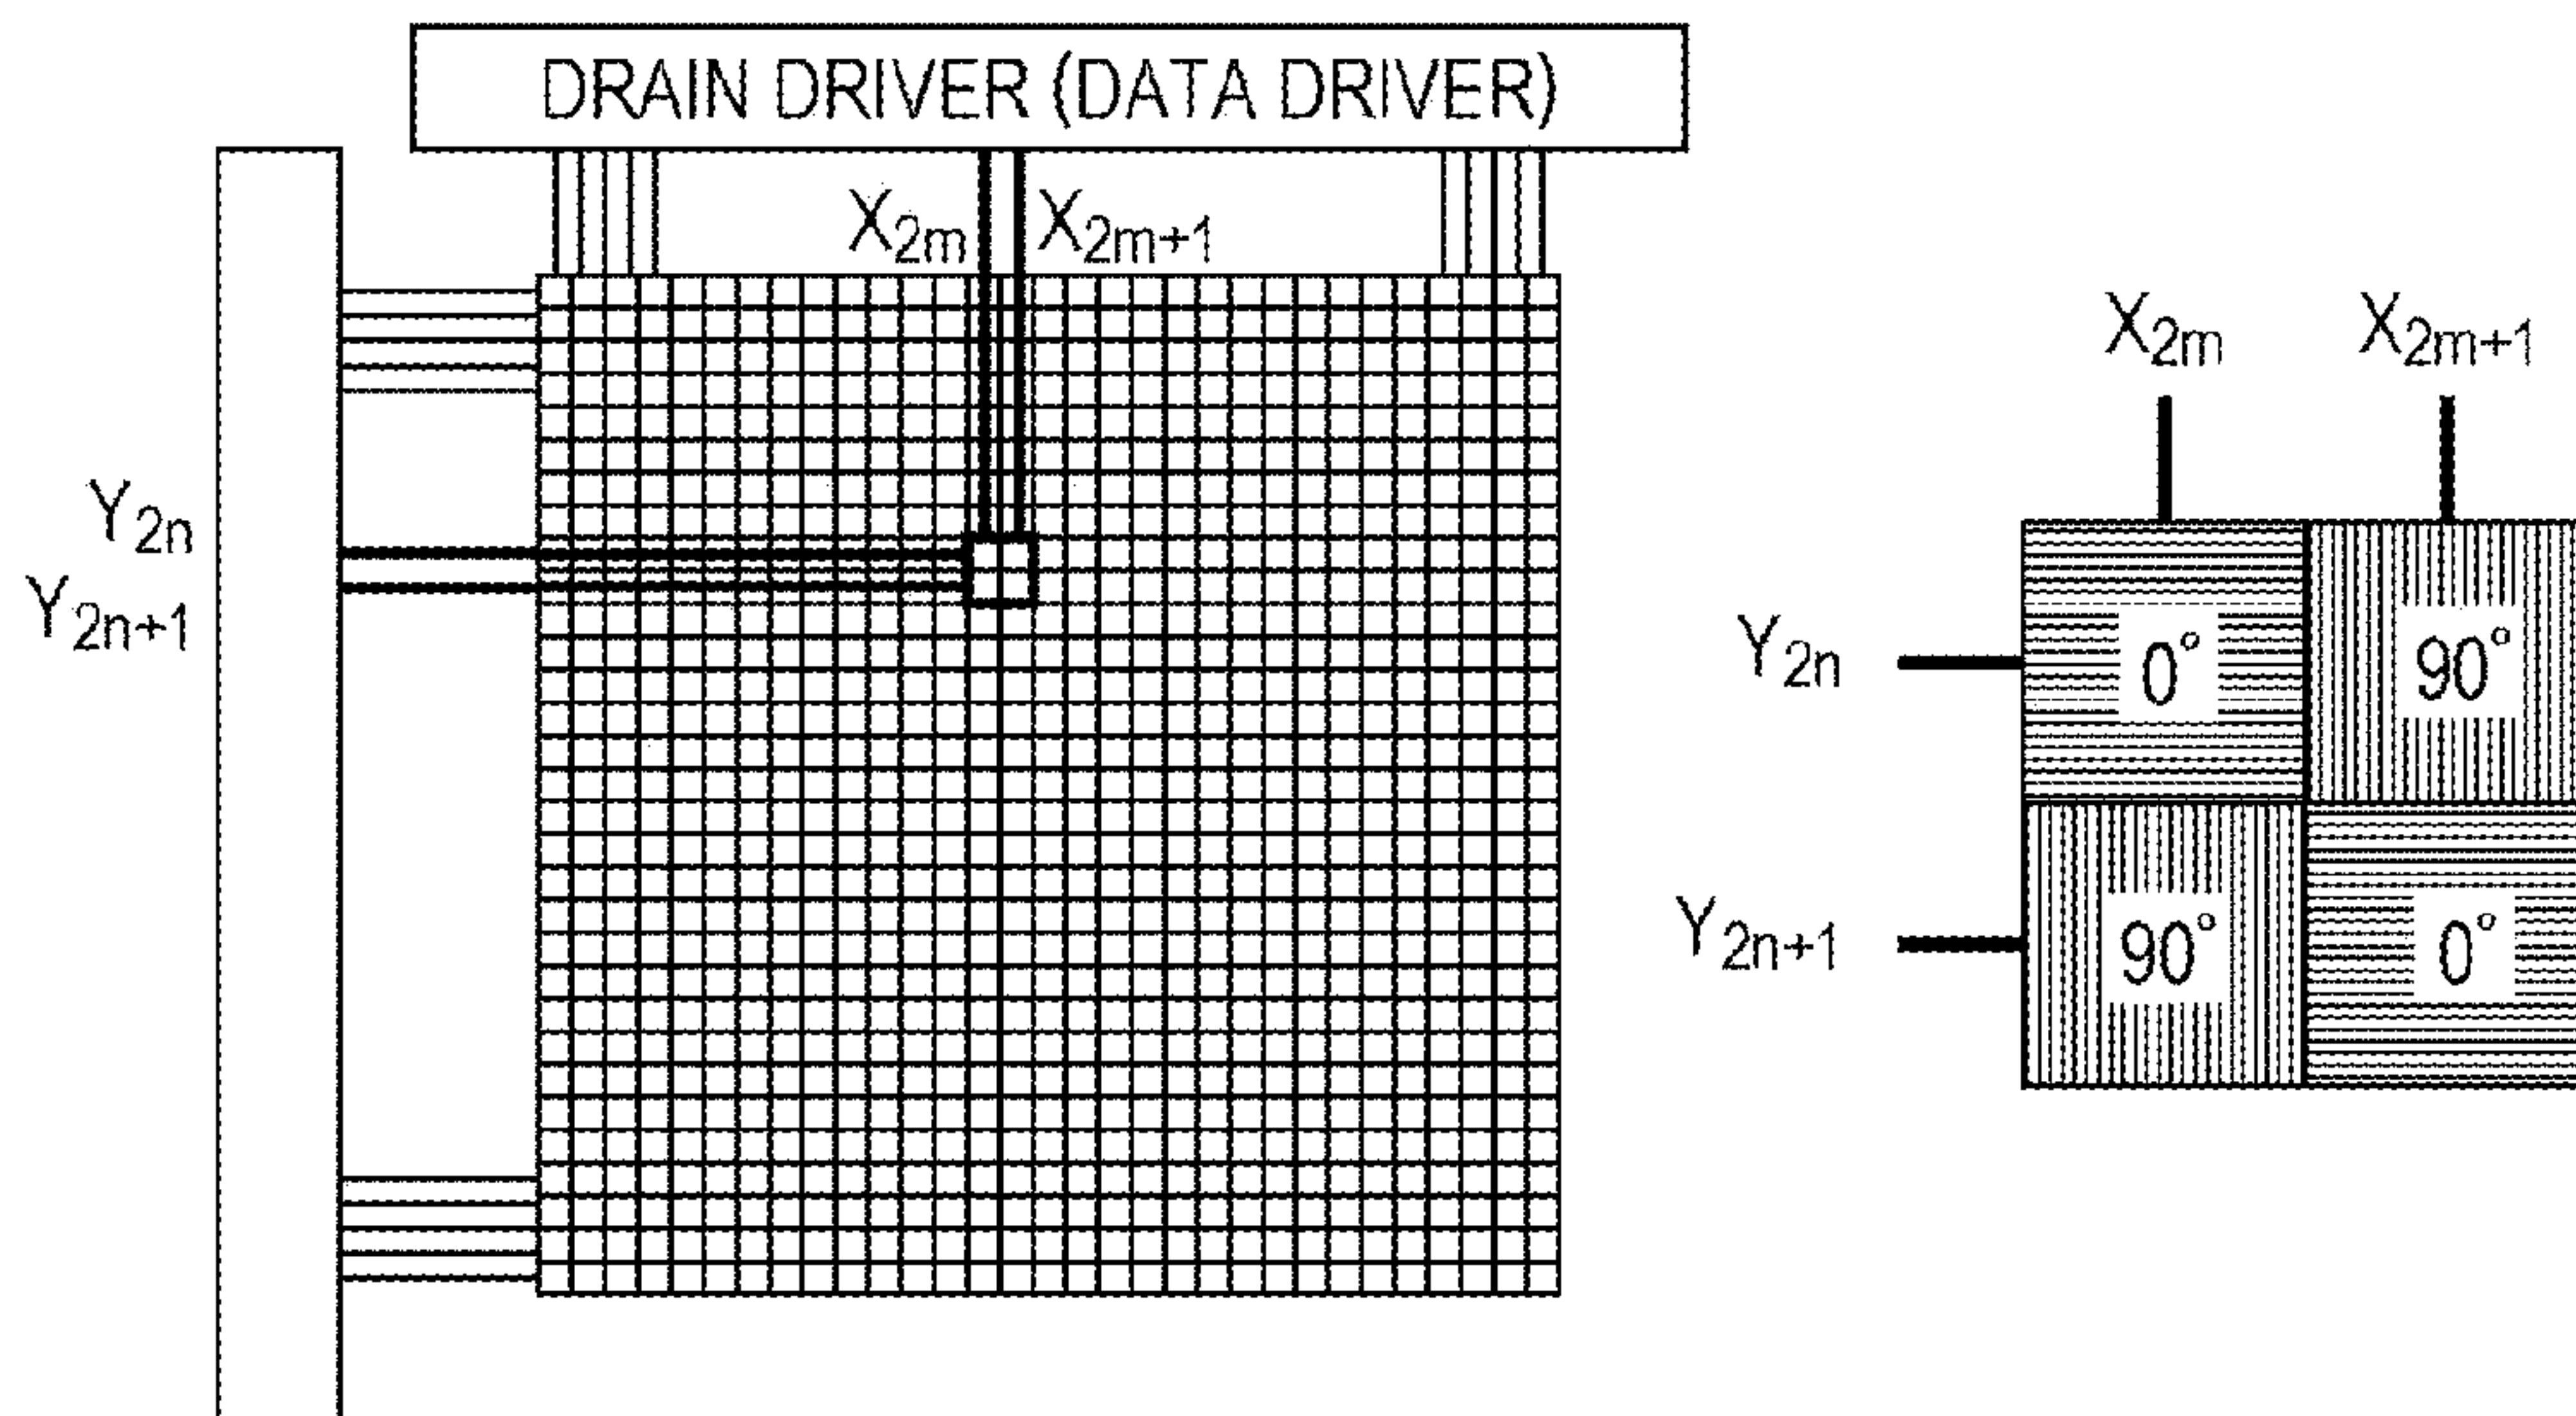 DRAIN DRIVER (DATA DRIVER)
X2m X2m+1
Y2n
Y2n+1
X2m X2m+1
Y2n 0° 90°
Y2n+1 90° 0°